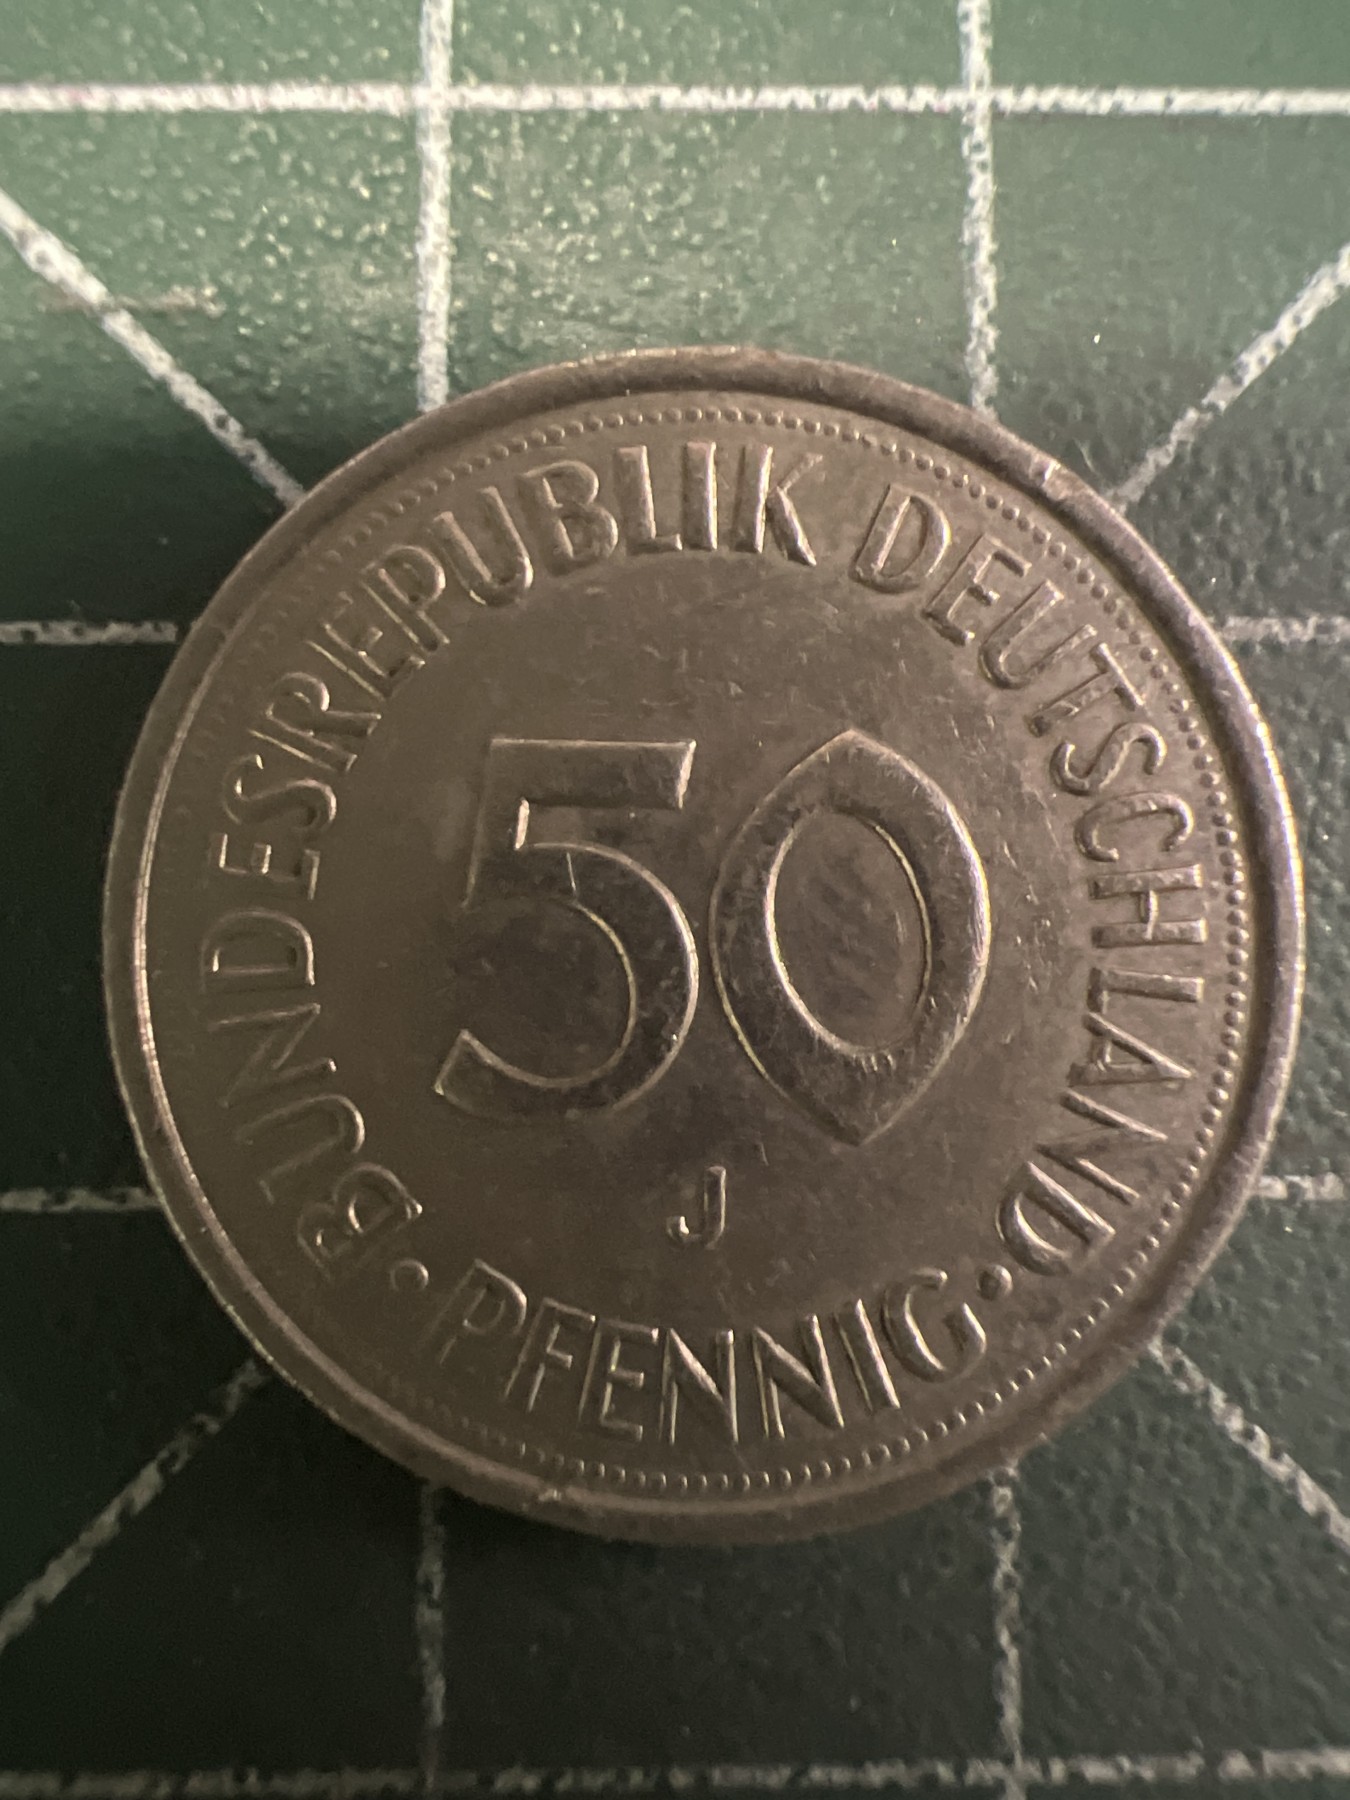 BUNDESREPUBLIK DEUTSCHLAND
50
J
· PFENNIG ·